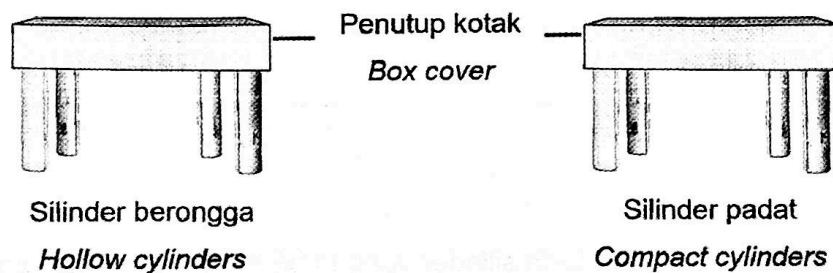 Penutup kotak
Box cover
Silinder berongga
Hollow cylinders
Silinder padat
Compact cylinders